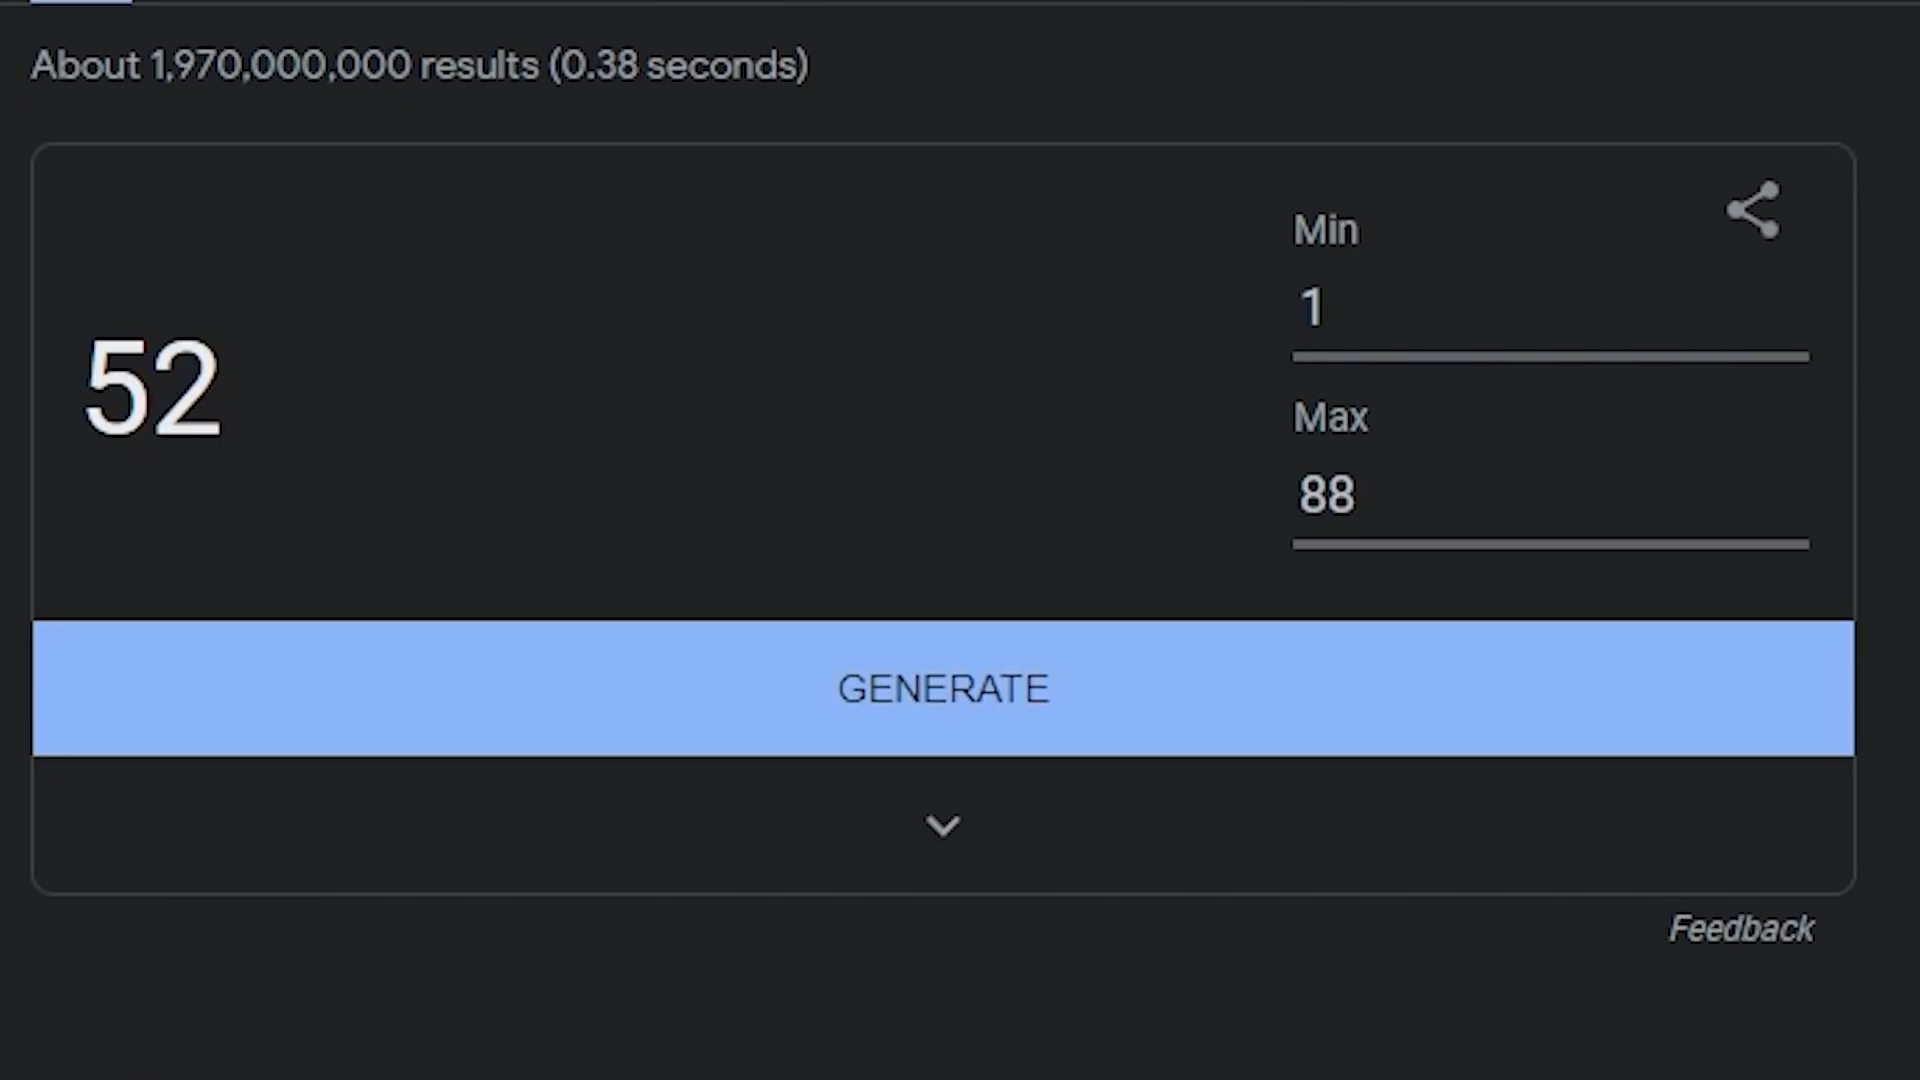 About 1,970,000,000 results (0.38 seconds)
Min
1
52
Max
88
GENERATE
Feedback